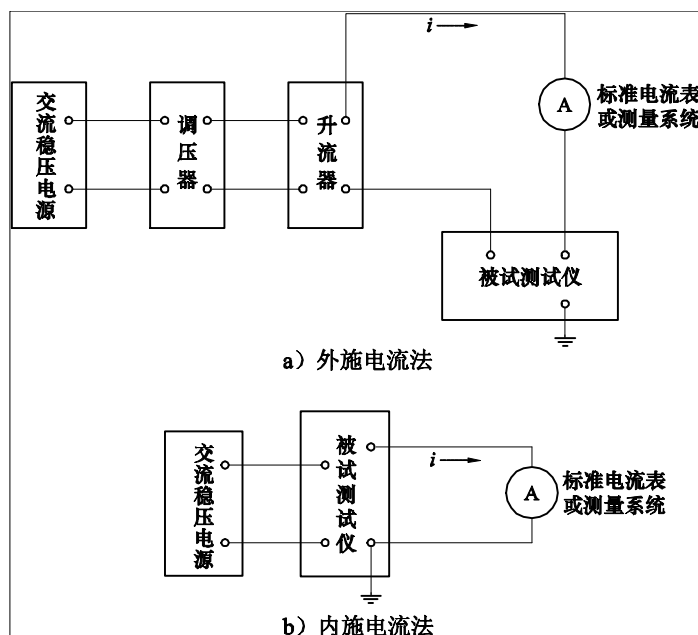 i
交流稳压电源
调压器
升流器
A
标准电流表
或测量系统
被试测试仪
a）外施电流法
交流稳压电源
被试测试仪
i
A
标准电流表
或测量系统
b）内施电流法